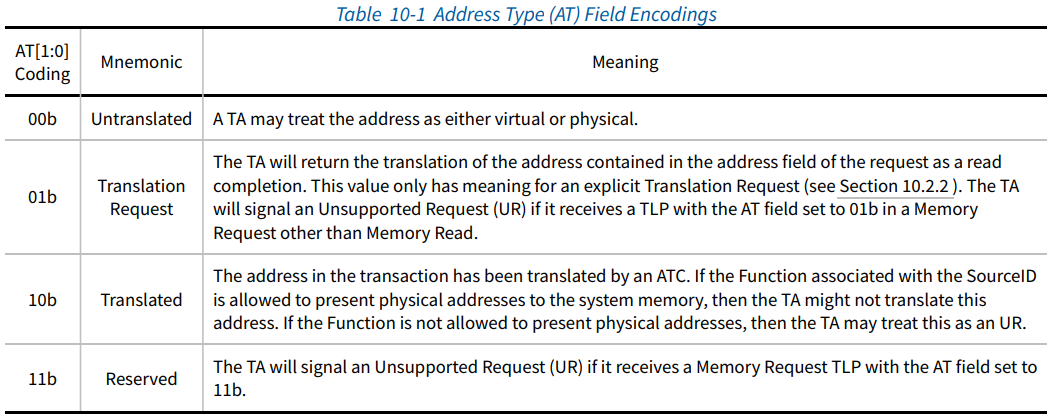 Table 10-1 Address Type (AT) Field Encodings
AT[1:0]
Coding
Mnemonic
Meaning
00b
Untranslated
A TA may treat the address as either virtual or physical.
01b
Translation
Request
The TA will return the translation of the address contained in the address field of the request as a read
completion. This value only has meaning for an explicit Translation Request (see Section 10.2.2 ). The TA
will signal an Unsupported Request (UR) if it receives a TLP with the AT field set to 01b in a Memory
Request other than Memory Read.
10b
Translated
The address in the transaction has been translated by an ATC. If the Function associated with the SourceID
is allowed to present physical addresses to the system memory, then the TA might not translate this
address. If the Function is not allowed to present physical addresses, then the TA may treat this as an UR.
11b
Reserved
The TA will signal an Unsupported Request (UR) if it receives a Memory Request TLP with the AT field set to
11b.